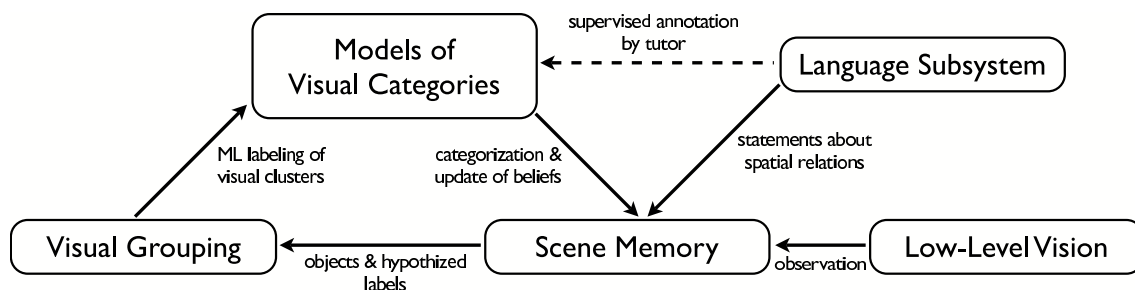 supervised annotation
by tutor
Models of
Visual Categories
Language Subsystem
ML labeling of
visual clusters
categorization &
update of beliefs
statements about
spatial relations
Visual Grouping
Scene Memory
Low-Level Vision
objects & hypothized
labels
observation